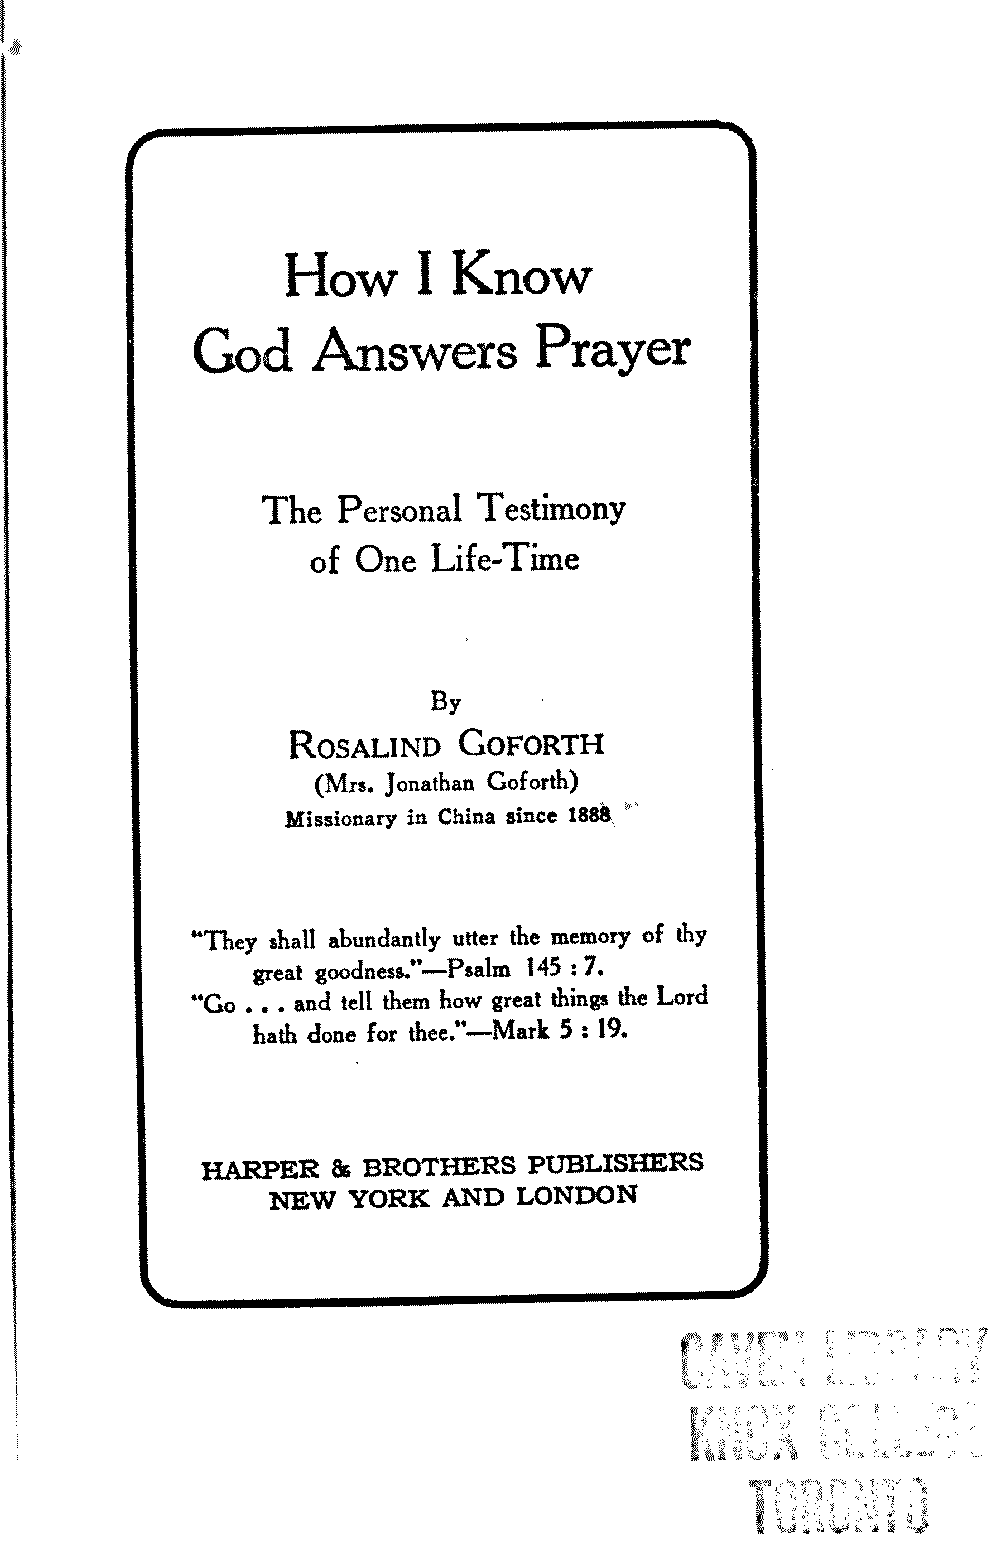 How I Know
God Answers Prayer
The Personal Testimony
of One Life-Time
By
ROSALIND GOFORTH
(Mrs. Jonathan Goforth)
Missionary in China since 1888
"They shall abundantly utter the memory of thy
great goodness."—Psalm 145 : 7.
"Go . . . and tell them how great things the Lord
hath done for thee."—Mark 5 : 19.
HARPER & BROTHERS PUBLISHERS
NEW YORK AND LONDON
CAVEN LIBRARY
KNOX COLLEGE
TORONTO